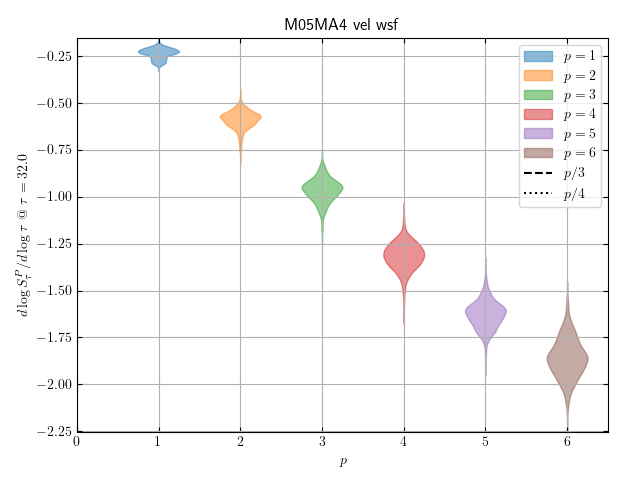 M05MA4 vel wsf
d log S_τ^P / d log τ @ τ = 32.0
−0.25
−0.50
−0.75
−1.00
−1.25
−1.50
−1.75
−2.00
−2.25
p = 1
p = 2
p = 3
p = 4
p = 5
p = 6
p/3
p/4
0 1 2 3 4 5 6
p